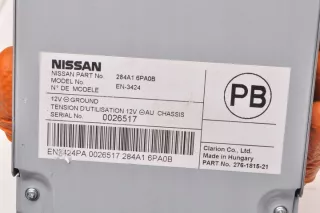 NISSAN
NISSAN Part No. 284A1 6PA0B
MODEL No. EN-3424
N° DE MODÈLE
12V ⊖GROUND
TENSION D'UTILISATION 12V ⊖AU CHASSIS
SERIAL No. 0026517
EN3424PA 0026517 284A1 6PA0B
PB
Clarion Co., Ltd.
Made in Hungary
PART No. 276-1815-21